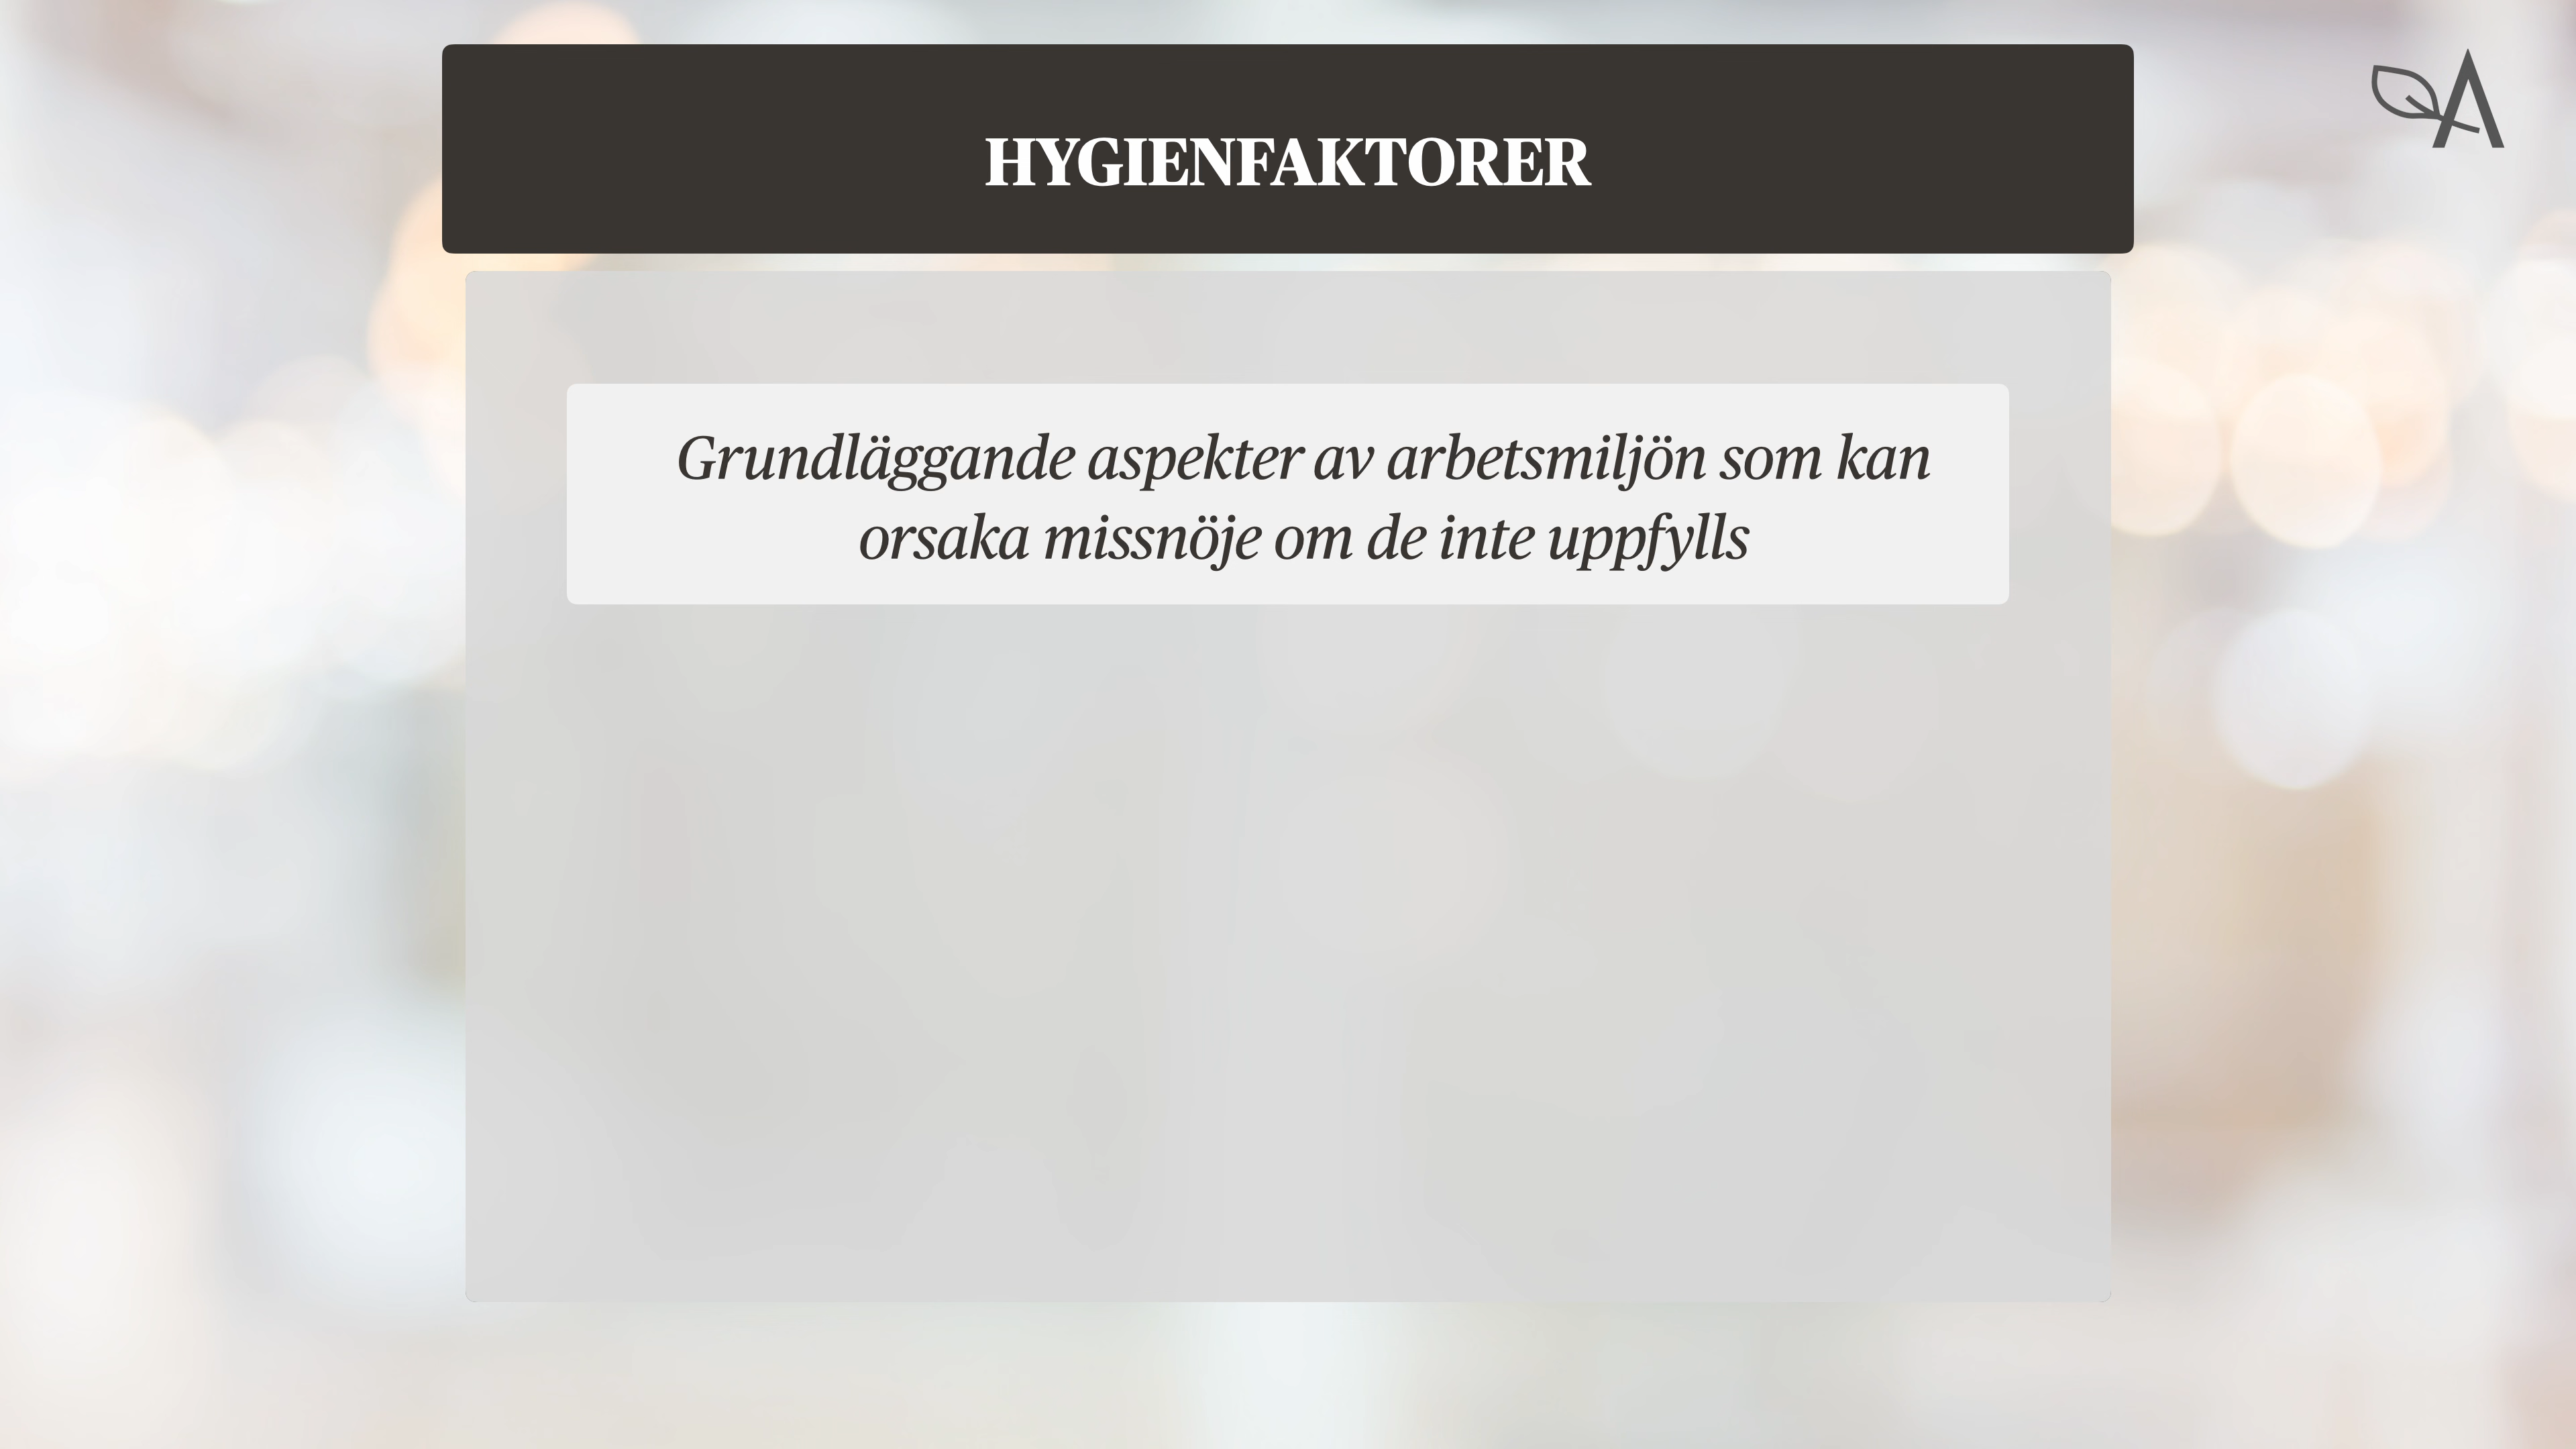 HYGIENFAKTORER
Grundläggande aspekter av arbetsmiljön som kan
orsaka missnöje om de inte uppfylls